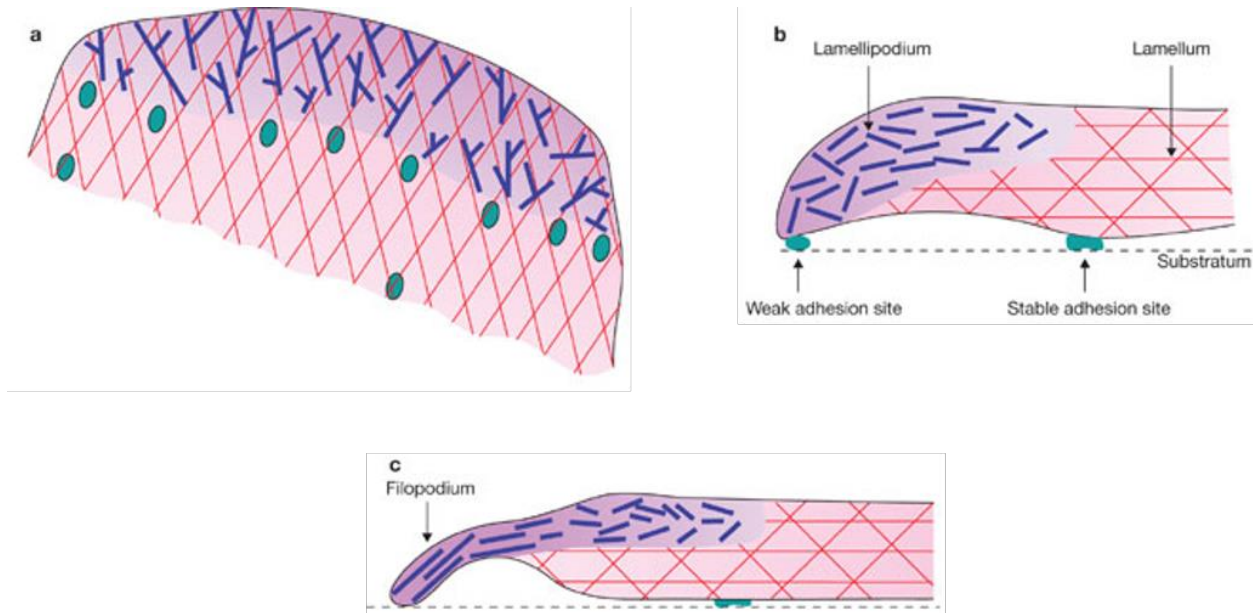 a
b
Lamellipodium
Lamellum
Substratum
Weak adhesion site
Stable adhesion site
c
Filopodium